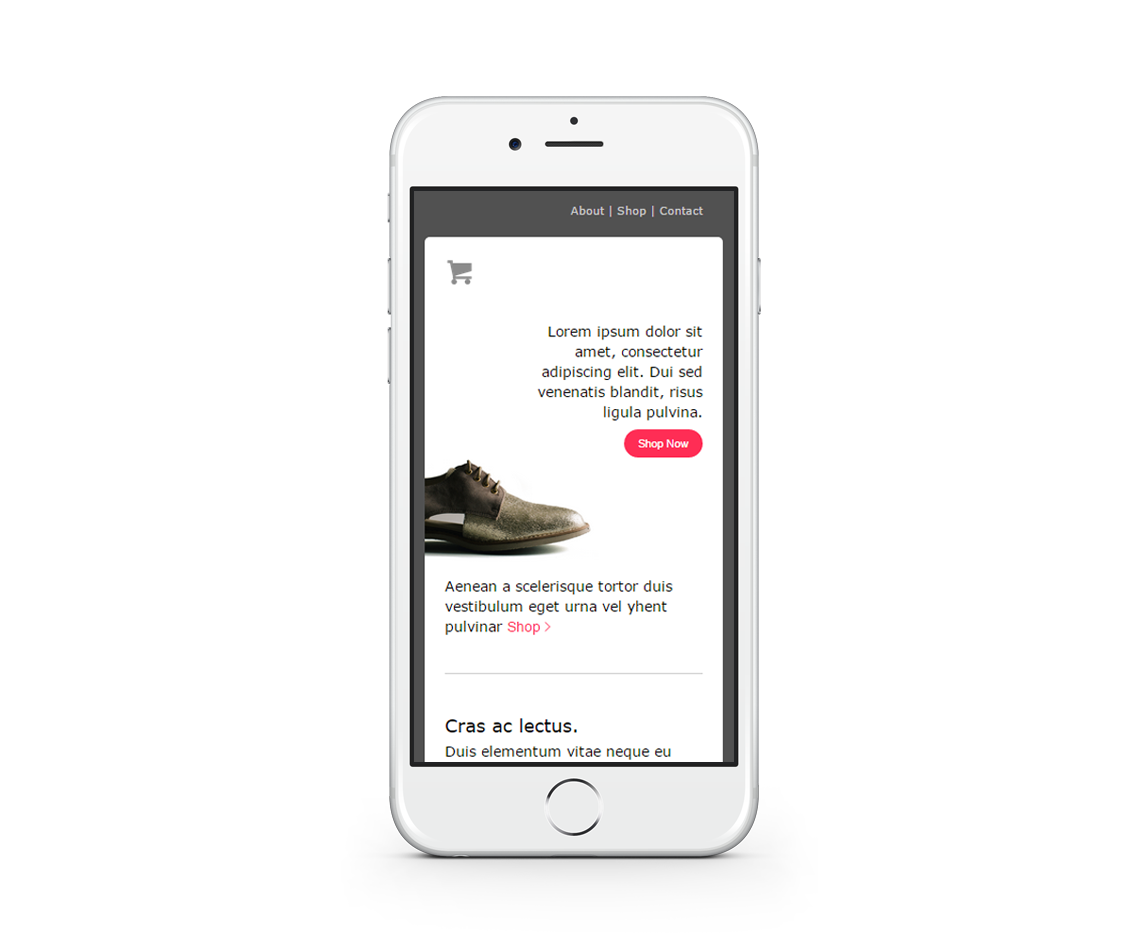 About | Shop | Contact
Lorem ipsum dolor sit
amet, consectetur
adipiscing elit. Dui sed
venenatis blandit, risus
ligula pulvina.
Shop Now
Aenean a scelerisque tortor duis
vestibulum eget urna vel yhent
pulvinar Shop >
Cras ac lectus.
Duis elementum vitae neque eu